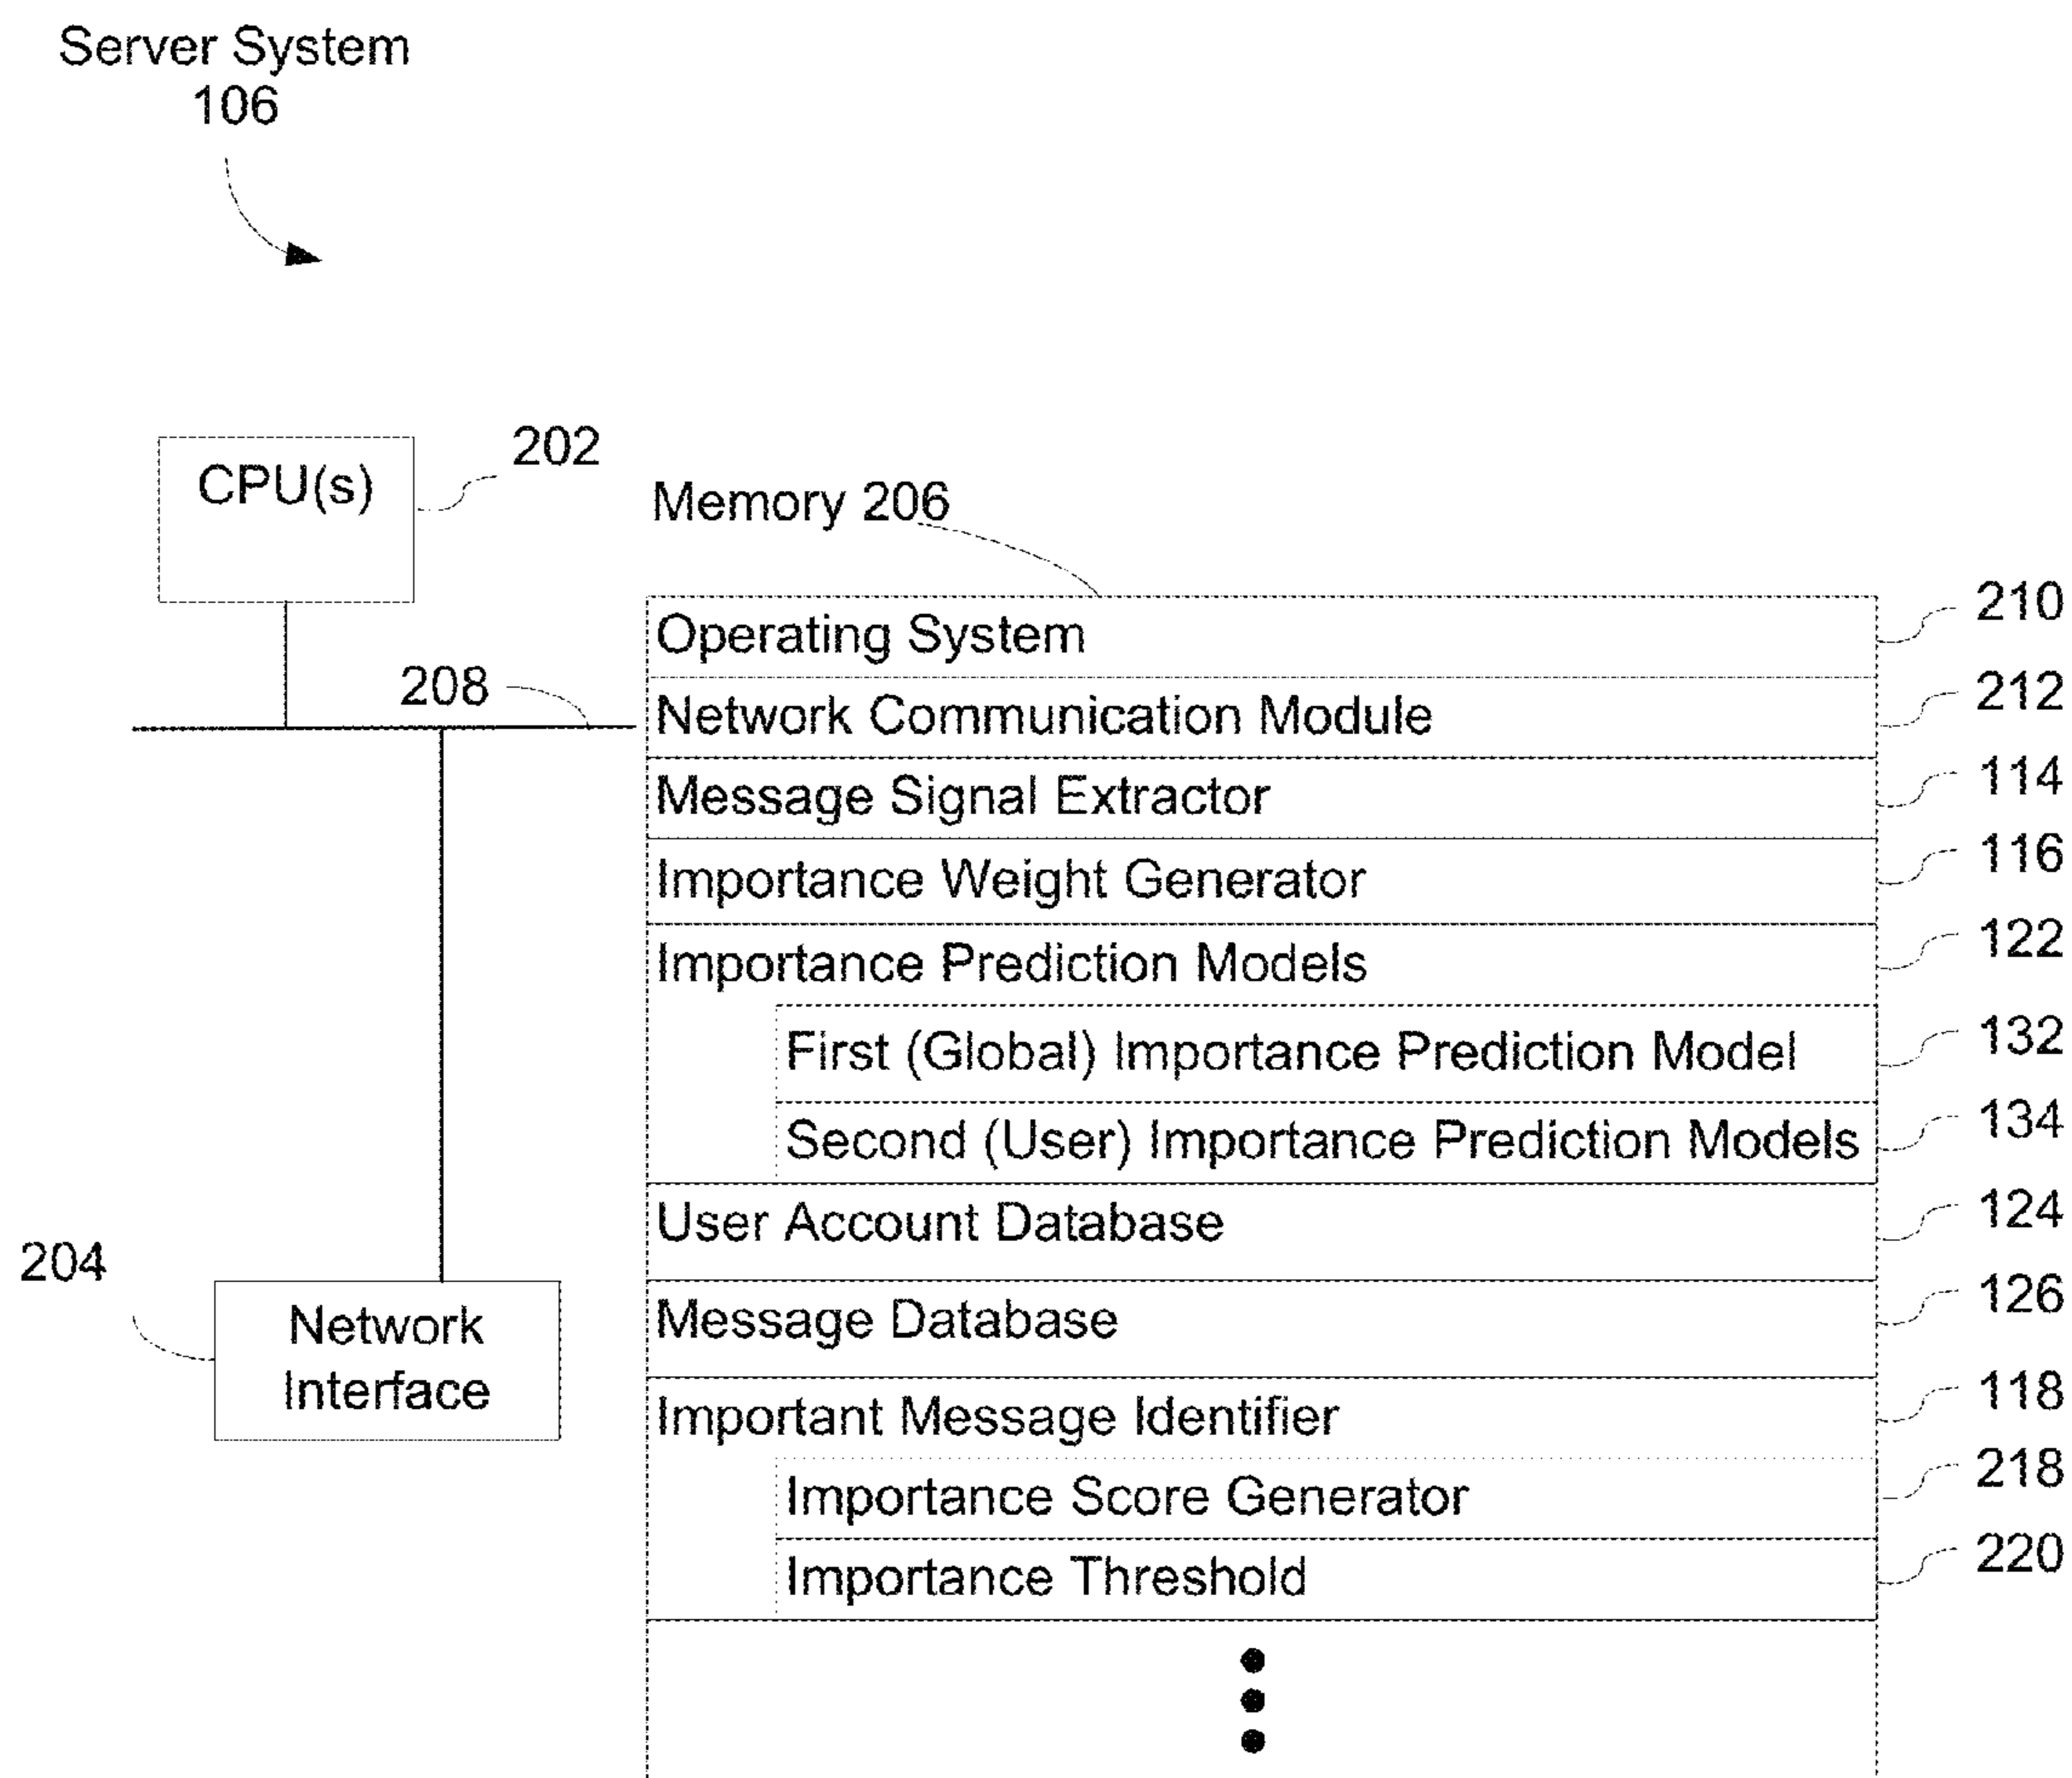 Server System
106
CPU(s)
202
Memory 206
208
Operating System
210
Network Communication Module
212
Message Signal Extractor
114
Importance Weight Generator
116
Importance Prediction Models
122
First (Global) Importance Prediction Model
132
Second (User) Importance Prediction Models
134
User Account Database
124
204
Network
Interface
Message Database
126
Important Message Identifier
118
Importance Score Generator
218
Importance Threshold
220